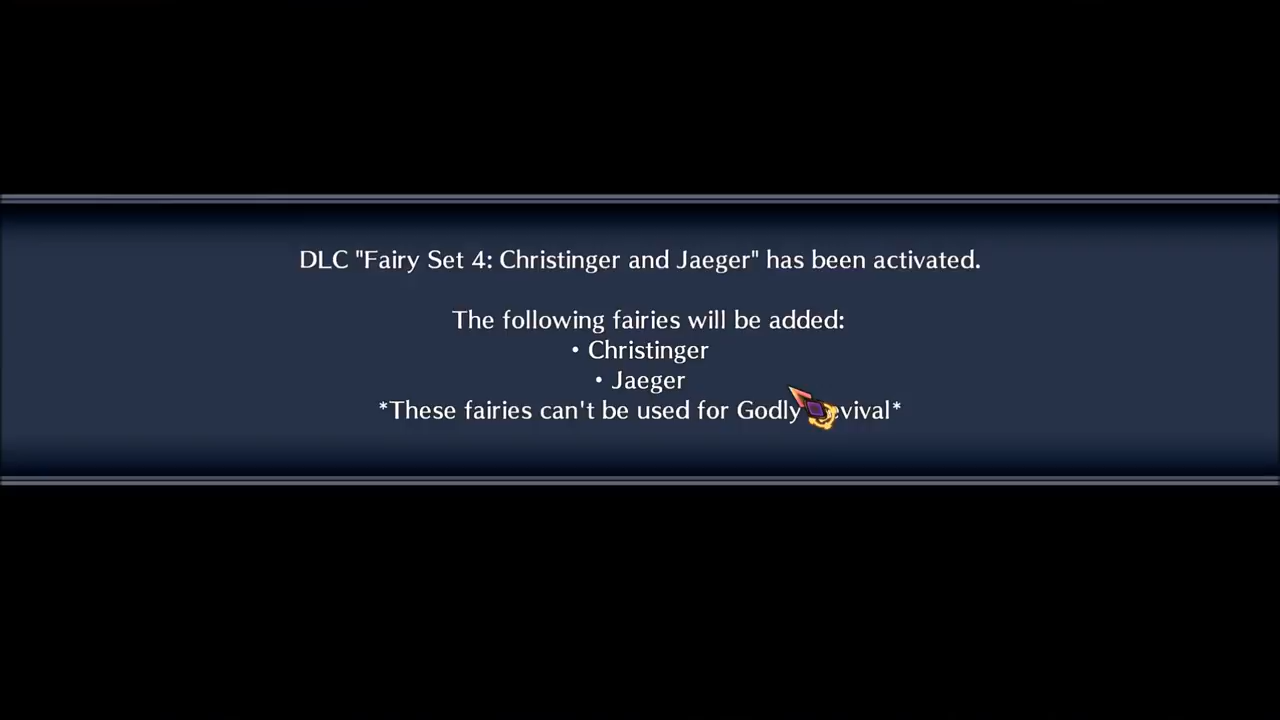 DLC "Fairy Set 4: Christinger and Jaeger" has been activated.
The following fairies will be added:
• Christinger
• Jaeger
*These fairies can't be used for Godly